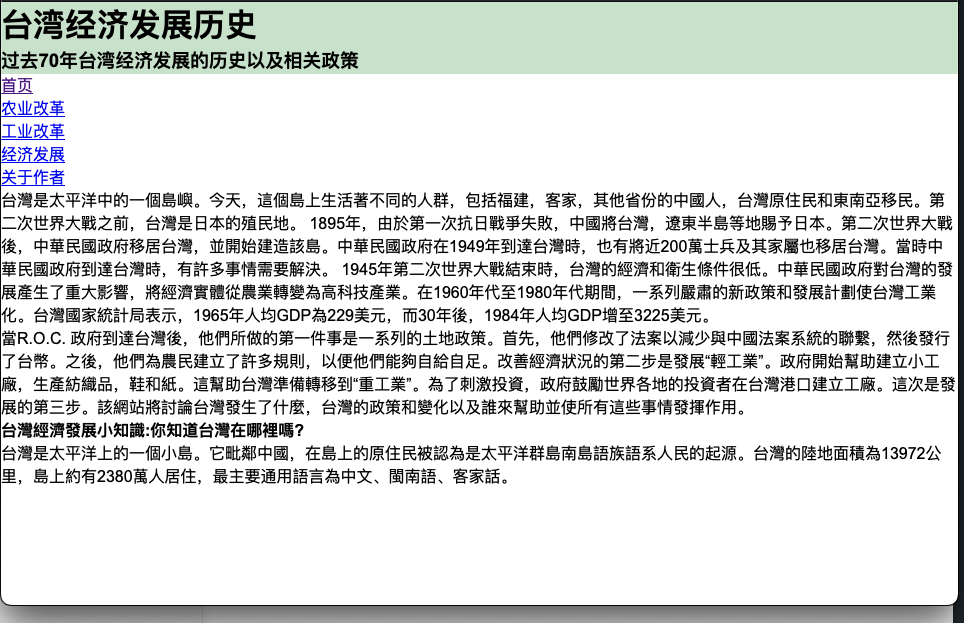 台湾经济发展历史
过去70年台湾经济发展的历史以及相关政策
首页
农业改革
工业改革
经济发展
关于作者
台灣是太平洋中的一個島嶼。今天，這個島上生活著不同的人群，包括福建，客家，其他省份的中國人，台灣原住民和東南亞移民。第
二次世界大戰之前，台灣是日本的殖民地。 1895年，由於第一次抗日戰爭失敗，中國將台灣，遼東半島等地賜予日本。第二次世界大戰
後，中華民國政府移居台灣，並開始建造該島。中華民國政府在1949年到達台灣時，也有將近200萬士兵及其家屬也移居台灣。當時中
華民國政府到達台灣時，有許多事情需要解決。 1945年第二次世界大戰結束時，台灣的經濟和衛生條件很低。中華民國政府對台灣的發
展產生了重大影響，將經濟實體從農業轉變為高科技產業。在1960年代至1980年代期間，一系列嚴肅的新政策和發展計劃使台灣工業
化。台灣國家統計局表示，1965年人均GDP為229美元，而30年後，1984年人均GDP增至3225美元。
當R.O.C. 政府到達台灣後，他們所做的第一件事是一系列的土地政策。首先，他們修改了法案以減少與中國法案系統的聯繫，然後發行
了台幣。之後，他們為農民建立了許多規則，以便他們能夠自給自足。改善經濟狀況的第二步是發展“輕工業”。政府開始幫助建立小工
廠，生產紡織品，鞋和紙。這幫助台灣準備轉移到“重工業”。為了刺激投資，政府鼓勵世界各地的投資者在台灣港口建立工廠。這次是發
展的第三步。該網站將討論台灣發生了什麼，台灣的政策和變化以及誰來幫助並使所有這些事情發揮作用。
台灣經濟發展小知識:你知道台灣在哪裡嗎?
台灣是太平洋上的一個小島。它毗鄰中國，在島上的原住民被認為是太平洋群島南島語族語系人民的起源。台灣的陸地面積為13972公
里，島上約有2380萬人居住，最主要通用語言為中文、閩南語、客家話。